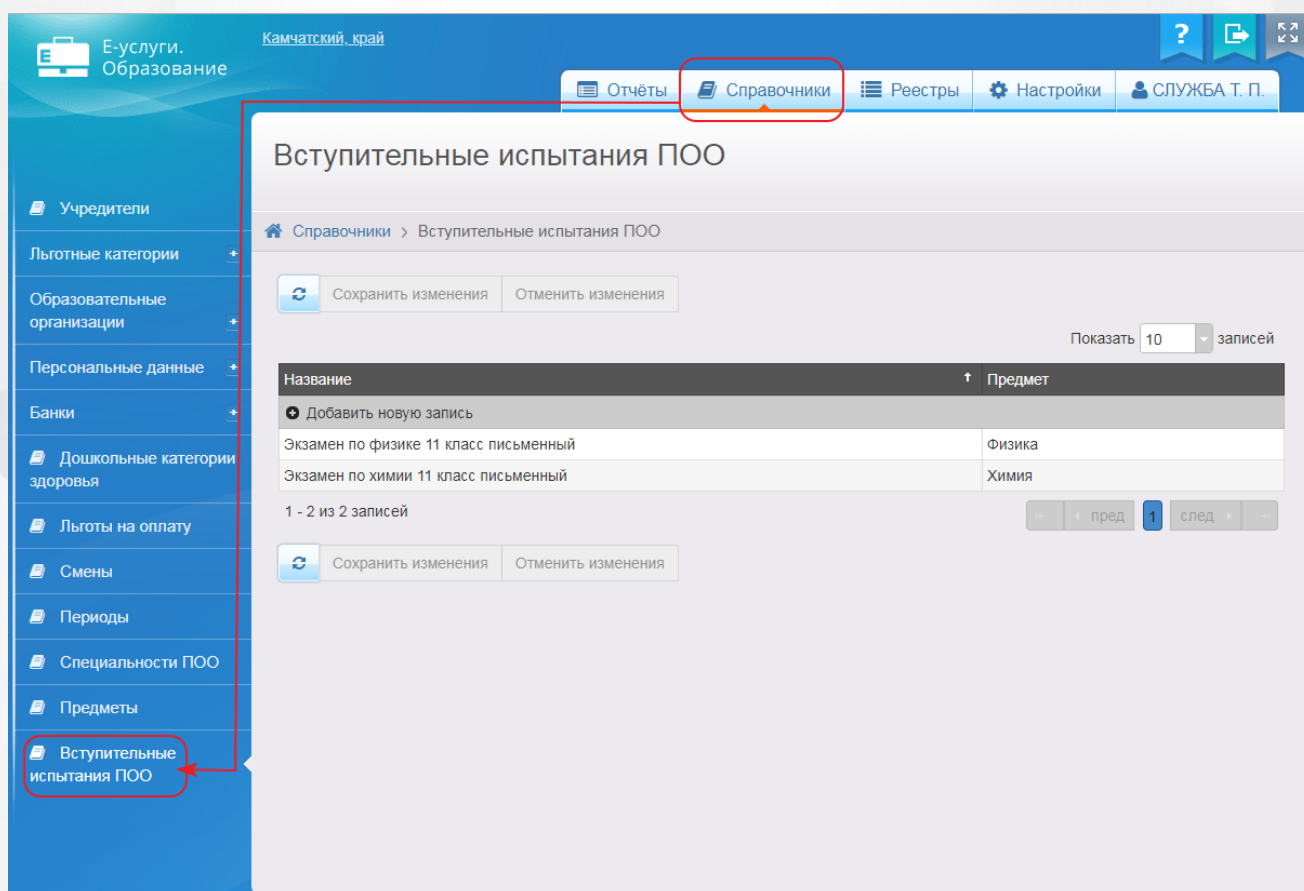 Е-услуги.
Образование
Камчатский, край
?
Отчёты
Справочники
Реестры
Настройки
СЛУЖБА Т. П.
Вступительные испытания ПОО
Учредители
Льготные категории
Образовательные
организации
Персональные данные
Банки
Дошкольные категории
здоровья
Льготы на оплату
Смены
Периоды
Специальности ПОО
Предметы
Вступительные
испытания ПОО
Справочники > Вступительные испытания ПОО
Сохранить изменения Отменить изменения
Показать 10 записей
Название Предмет
Добавить новую запись
Экзамен по физике 11 класс письменный Физика
Экзамен по химии 11 класс письменный Химия
1 - 2 из 2 записей
пред 1 след
Сохранить изменения Отменить изменения